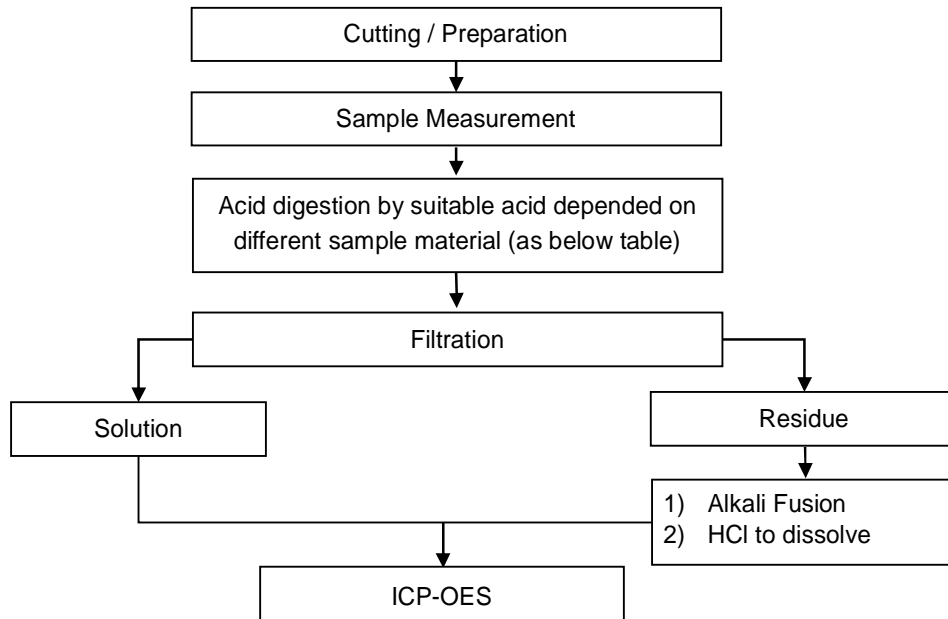 Cutting / Preparation
Sample Measurement
Acid digestion by suitable acid depended on
different sample material (as below table)
Filtration
Solution
Residue
1) Alkali Fusion
2) HCl to dissolve
ICP-OES